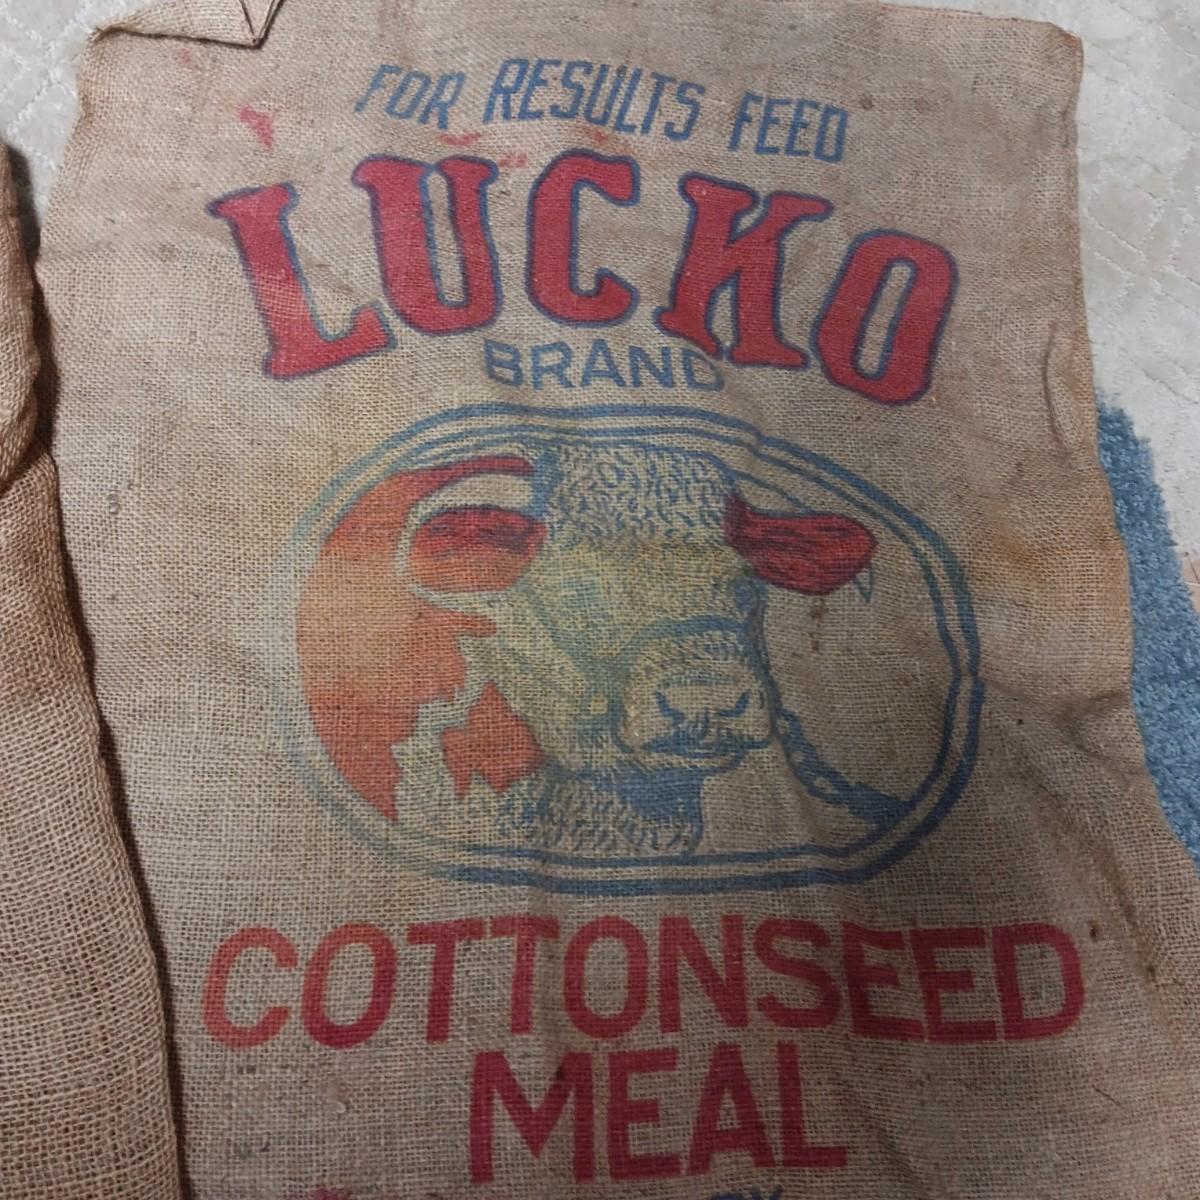 FOR RESULTS FEED
LUCKO
BRAND
COTTONSEED
MEAL